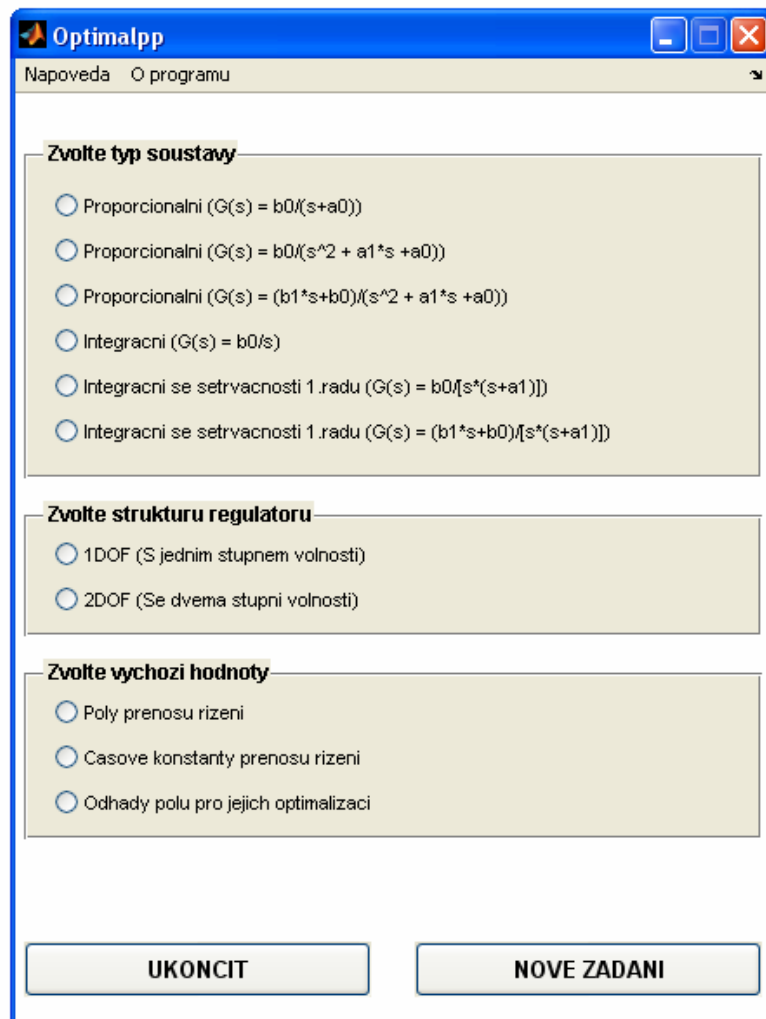 Optimalpp
Napoveda O programu
Zvolte typ soustavy
Proporcionalni (G(s) = b0/(s+a0))
Proporcionalni (G(s) = b0/(s^2 + a1*s +a0))
Proporcionalni (G(s) = (b1*s+b0)/(s^2 + a1*s +a0))
Integracni (G(s) = b0/s)
Integracni se setrvacnosti 1.radu (G(s) = b0/[s*(s+a1)])
Integracni se setrvacnosti 1.radu (G(s) = (b1*s+b0)/[s*(s+a1)])
Zvolte strukturu regulatoru
1DOF (S jednim stupnem volnosti)
2DOF (Se dvema stupni volnosti)
Zvolte vychozi hodnoty
Poly prenosu rizeni
Casove konstanty prenosu rizeni
Odhady polu pro jejich optimalizaci
UKONCIT NOVE ZADANI